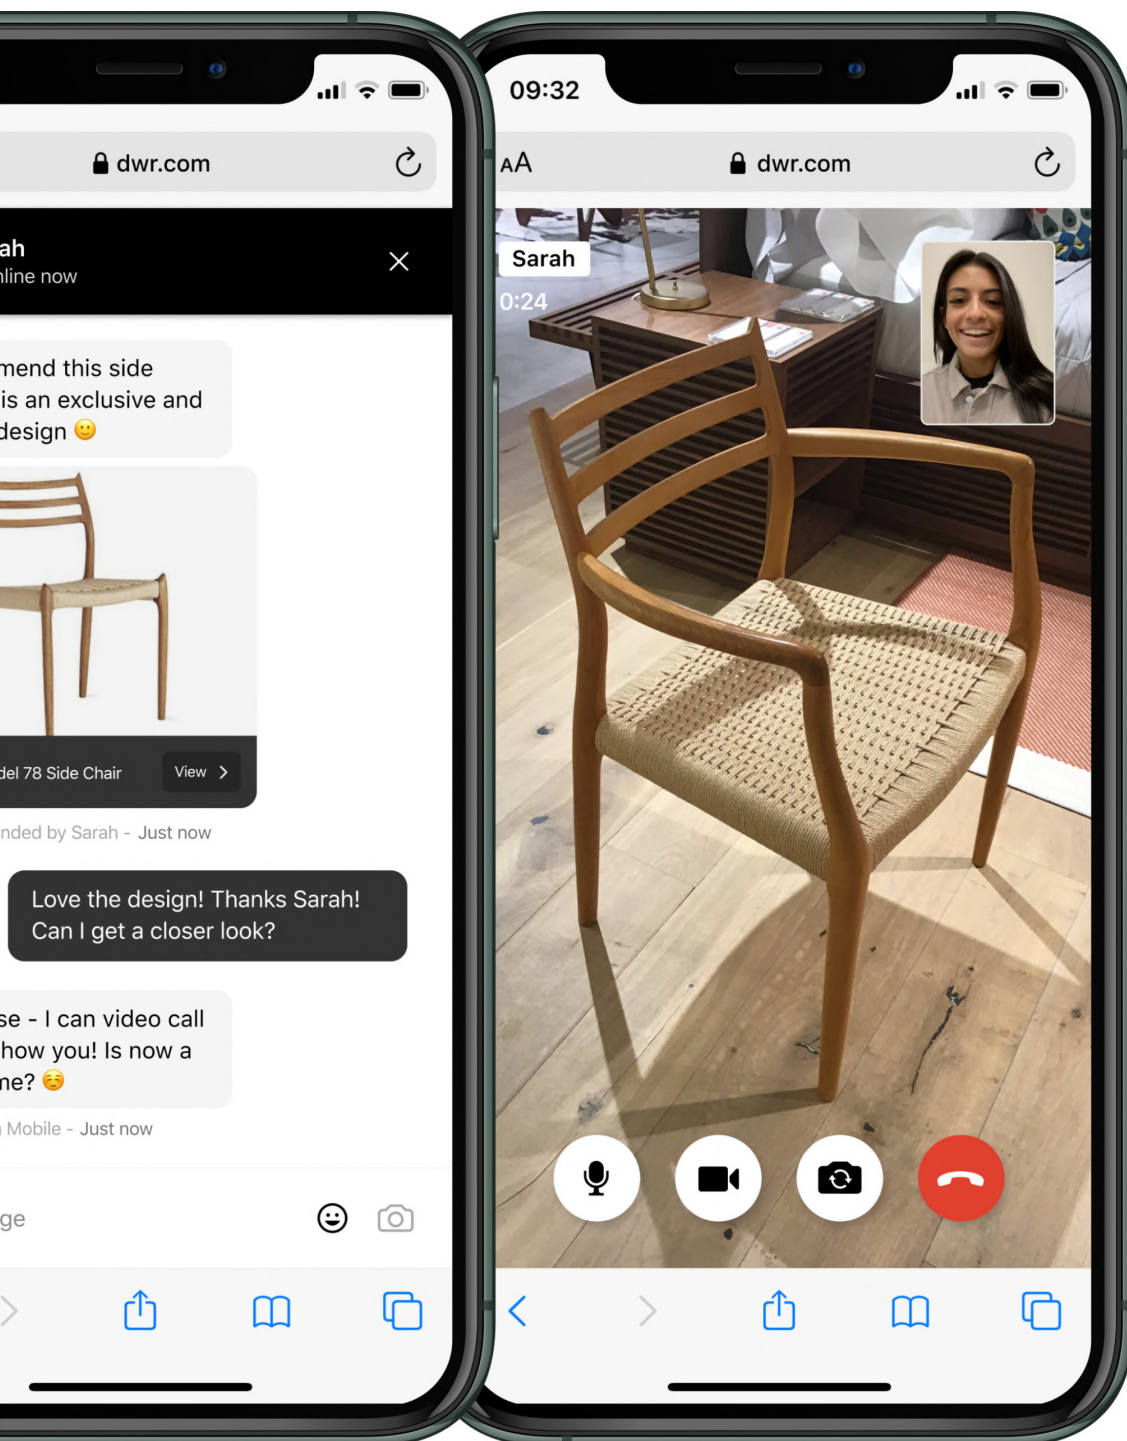 dwr.com
ah
nline now
mend this side
is an exclusive and
design 🙂
del 78 Side Chair
View
nded by Sarah - Just now
Love the design! Thanks Sarah!
Can I get a closer look?
se - I can video call
how you! Is now a
me? ☺️
Mobile - Just now
ge
09:32
AA
dwr.com
Sarah
0:24